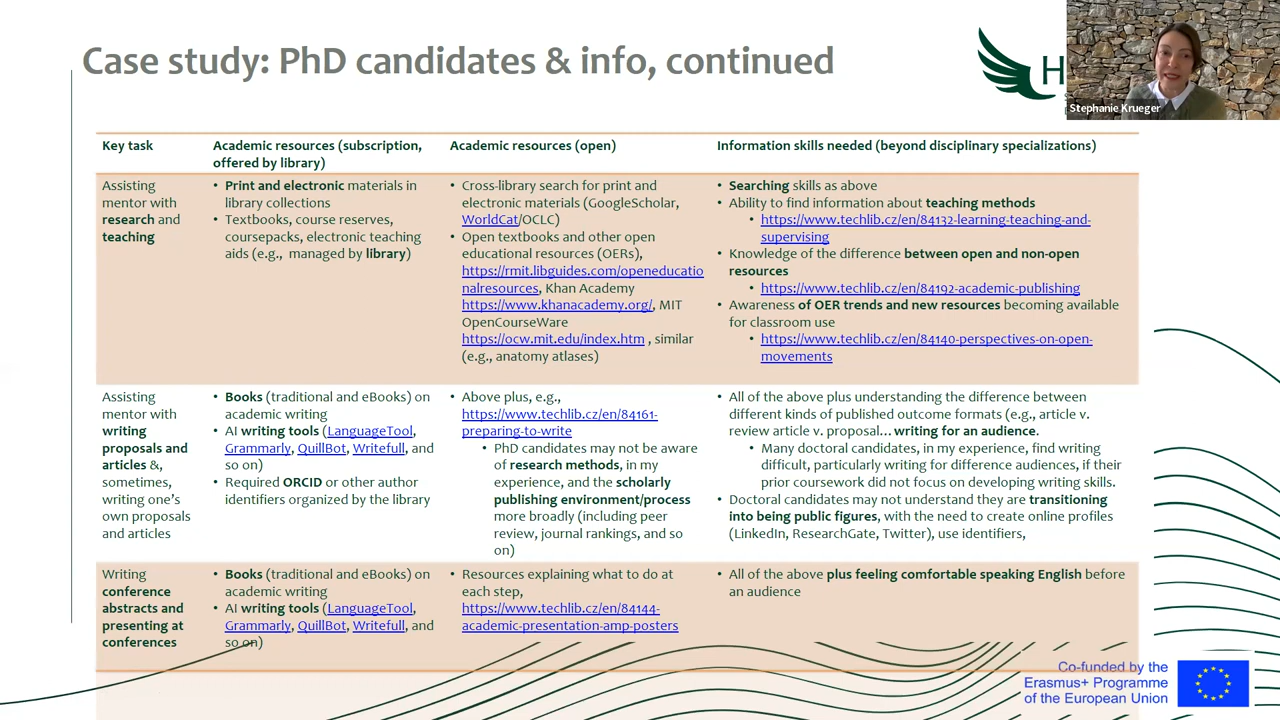 Case study: PhD candidates & info, continued
H
Stephanie Krueger
Key task
Academic resources (subscription,
offered by library)
Academic resources (open)
Information skills needed (beyond disciplinary specializations)
Assisting
mentor with
research and
teaching
• Print and electronic materials in
library collections
• Textbooks, course reserves,
coursepacks, electronic teaching
aids (e.g., managed by library)
• Cross-library search for print and
electronic materials (GoogleScholar,
WorldCat/OCLC)
• Open textbooks and other open
educational resources (OERs),
https://rmit.libguides.com/openeducatio
nalresources, Khan Academy
https://www.khanacademy.org/, MIT
OpenCourseWare
https://ocw.mit.edu/index.htm , similar
(e.g., anatomy atlases)
• Searching skills as above
• Ability to find information about teaching methods
• https://www.techlib.cz/en/84132-learning-teaching-and-
supervising
• Knowledge of the difference between open and non-open
resources
• https://www.techlib.cz/en/84192-academic-publishing
• Awareness of OER trends and new resources becoming available
for classroom use
• https://www.techlib.cz/en/84140-perspectives-on-open-
movements
Assisting
mentor with
writing
proposals and
articles &,
sometimes,
writing one's
own proposals
and articles
• Books (traditional and eBooks) on
academic writing
• AI writing tools (LanguageTool,
Grammarly, QuillBot, Writefull, and
so on)
• Required ORCID or other author
identifiers organized by the library
• Above plus, e.g.,
https://www.techlib.cz/en/84161-
preparing-to-write
• PhD candidates may not be aware
of research methods, in my
experience, and the scholarly
publishing environment/process
more broadly (including peer
review, journal rankings, and so
on)
• All of the above plus understanding the difference between
different kinds of published outcome formats (e.g., article v.
review article v. proposal... writing for an audience.
• Many doctoral candidates, in my experience, find writing
difficult, particularly writing for difference audiences, if their
prior coursework did not focus on developing writing skills.
• Doctoral candidates may not understand they are transitioning
into being public figures, with the need to create online profiles
(LinkedIn, ResearchGate, Twitter), use identifiers,
Writing
conference
abstracts and
presenting at
conferences
• Books (traditional and eBooks) on
academic writing
• AI writing tools (LanguageTool,
Grammarly, QuillBot, Writefull, and
so on)
• Resources explaining what to do at
each step,
https://www.techlib.cz/en/84144-
academic-presentation-amp-posters
• All of the above plus feeling comfortable speaking English before
an audience
Co-funded by the
Erasmus+ Programme
of the European Union